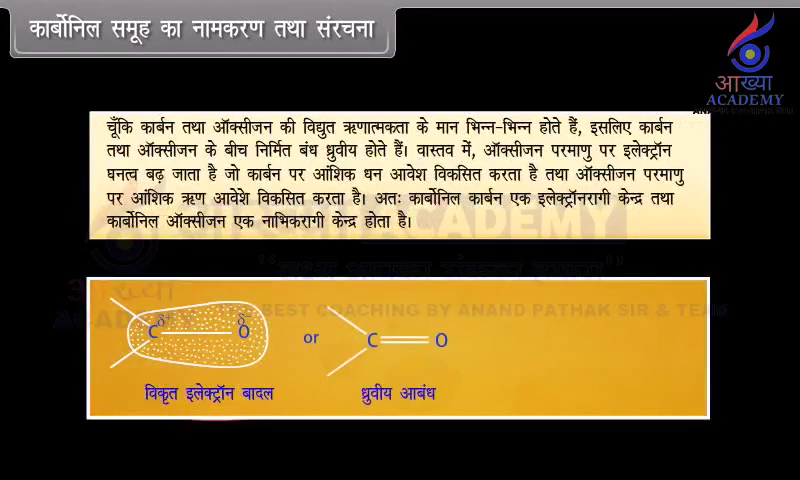 कार्बोनिल समूह का नामकरण तथा संरचना
आख्या
ACADEMY
चूँकि कार्बन तथा ऑक्सीजन की विद्युत ऋणात्मकता के मान भिन्न-भिन्न होते हैं, इसलिए कार्बन
तथा ऑक्सीजन के बीच निर्मित बंध ध्रुवीय होते हैं। वास्तव में, ऑक्सीजन परमाणु पर इलेक्ट्रॉन
घनत्व बढ़ जाता है जो कार्बन पर आंशिक धन आवेश विकसित करता है तथा ऑक्सीजन परमाणु
पर आंशिक ऋण आवेश विकसित करता है। अतः कार्बोनिल कार्बन एक इलेक्ट्रॉनरागी केन्द्र तथा
कार्बोनिल ऑक्सीजन एक नाभिकरागी केन्द्र होता है।
ACADEMY
आख्या
ACADEMY
BEST COACHING BY ANAND PATHAK SIR & TEAM
C δ+ O δ- or C O
विकृत इलेक्ट्रॉन बादल ध्रुवीय आबंध